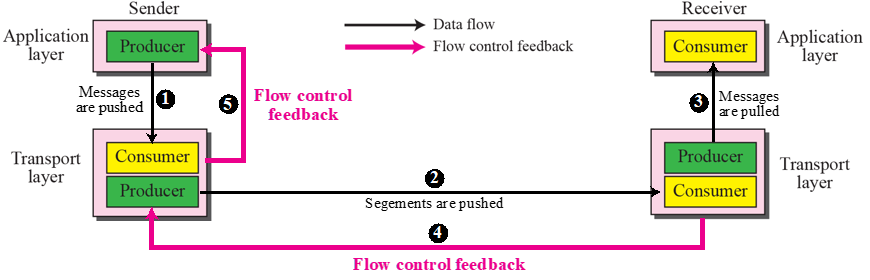 Sender
Receiver
Data flow
Flow control feedback
Application
layer
Producer
Consumer
Application
layer
Messages
are pushed
1
5
Flow control
feedback
3
Messages
are pulled
Transport
layer
Consumer
Producer
2
Segements are pushed
Producer
Consumer
Transport
layer
4
Flow control feedback